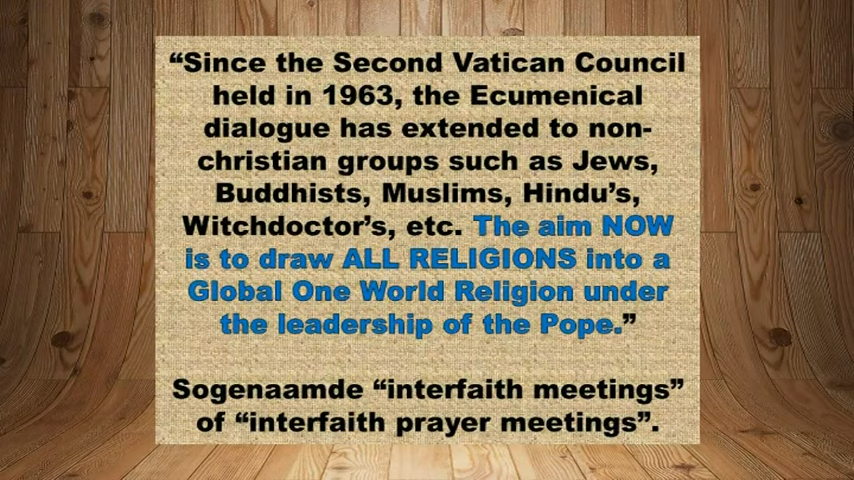 “Since the Second Vatican Council
held in 1963, the Ecumenical
dialogue has extended to non-
christian groups such as Jews,
Buddhists, Muslims, Hindu’s,
Witchdoctor’s, etc. The aim NOW
is to draw ALL RELIGIONS into a
Global One World Religion under
the leadership of the Pope.”
Sogenaamde “interfaith meetings”
of “interfaith prayer meetings”.